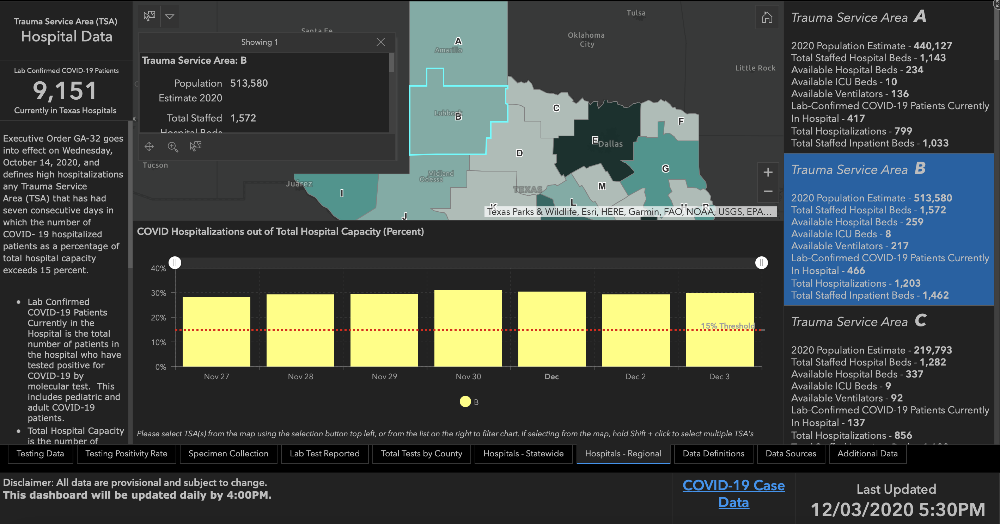 Trauma Service Area (TSA)
Hospital Data
Lab Confirmed COVID-19 Patients
9,151
Currently in Texas Hospitals
Executive Order GA-32 goes
into effect on Wednesday,
October 14, 2020, and
defines high hospitalizations
any Trauma Service
Area (TSA) that has had
seven consecutive days in
which the number of
COVID- 19 hospitalized
patients as a percentage of
total hospital capacity
exceeds 15 percent.
• Lab Confirmed
COVID-19 Patients
Currently in the
Hospital is the total
number of patients in
the hospital who have
tested positive for
COVID-19 by
molecular test.  This
includes pediatric and
adult COVID-19
patients.
• Total Hospital Capacity
is the number of
Santa Fe
Showing 1
Trauma Service Area: B
Population
Estimate 2020
513,580
Total Staffed
Hospital Beds
1,572
Tucson
Juárez
Tulsa
Oklahoma
City
Little Rock
A
Amarillo
Lubbock
B
C
D
E
Dallas
F
G
Midland
Odessa
I
J
TEXAS
K
L
M
H
R
Texas Parks & Wildlife, Esri, HERE, Garmin, FAO, NOAA, USGS, EPA...
COVID Hospitalizations out of Total Hospital Capacity (Percent)
40%
30%
20%
10%
0%
15% Threshold
Nov 27
Nov 28
Nov 29
Nov 30
Dec
Dec 2
Dec 3
B
Please select TSA(s) from the map using the selection button top left, or from the list on the right to filter chart. If selecting from the map, hold Shift + click to select multiple TSA's
Trauma Service Area A
2020 Population Estimate - 440,127
Total Staffed Hospital Beds - 1,143
Available Hospital Beds - 234
Available ICU Beds - 10
Available Ventilators - 136
Lab-Confirmed COVID-19 Patients Currently
In Hospital - 417
Total Hospitalizations - 799
Total Staffed Inpatient Beds - 1,033
Trauma Service Area B
2020 Population Estimate - 513,580
Total Staffed Hospital Beds - 1,572
Available Hospital Beds - 259
Available ICU Beds - 8
Available Ventilators - 217
Lab-Confirmed COVID-19 Patients Currently
In Hospital - 466
Total Hospitalizations - 1,203
Total Staffed Inpatient Beds - 1,462
Trauma Service Area C
2020 Population Estimate - 219,793
Total Staffed Hospital Beds - 1,282
Available Hospital Beds - 337
Available ICU Beds - 9
Available Ventilators - 92
Lab-Confirmed COVID-19 Patients Currently
In Hospital - 137
Total Hospitalizations - 856
Testing Data
Testing Positivity Rate
Specimen Collection
Lab Test Reported
Total Tests by County
Hospitals - Statewide
Hospitals - Regional
Data Definitions
Data Sources
Additional Data
Disclaimer: All data are provisional and subject to change.
This dashboard will be updated daily by 4:00PM.
COVID-19 Case
Data
Last Updated
12/03/2020 5:30PM